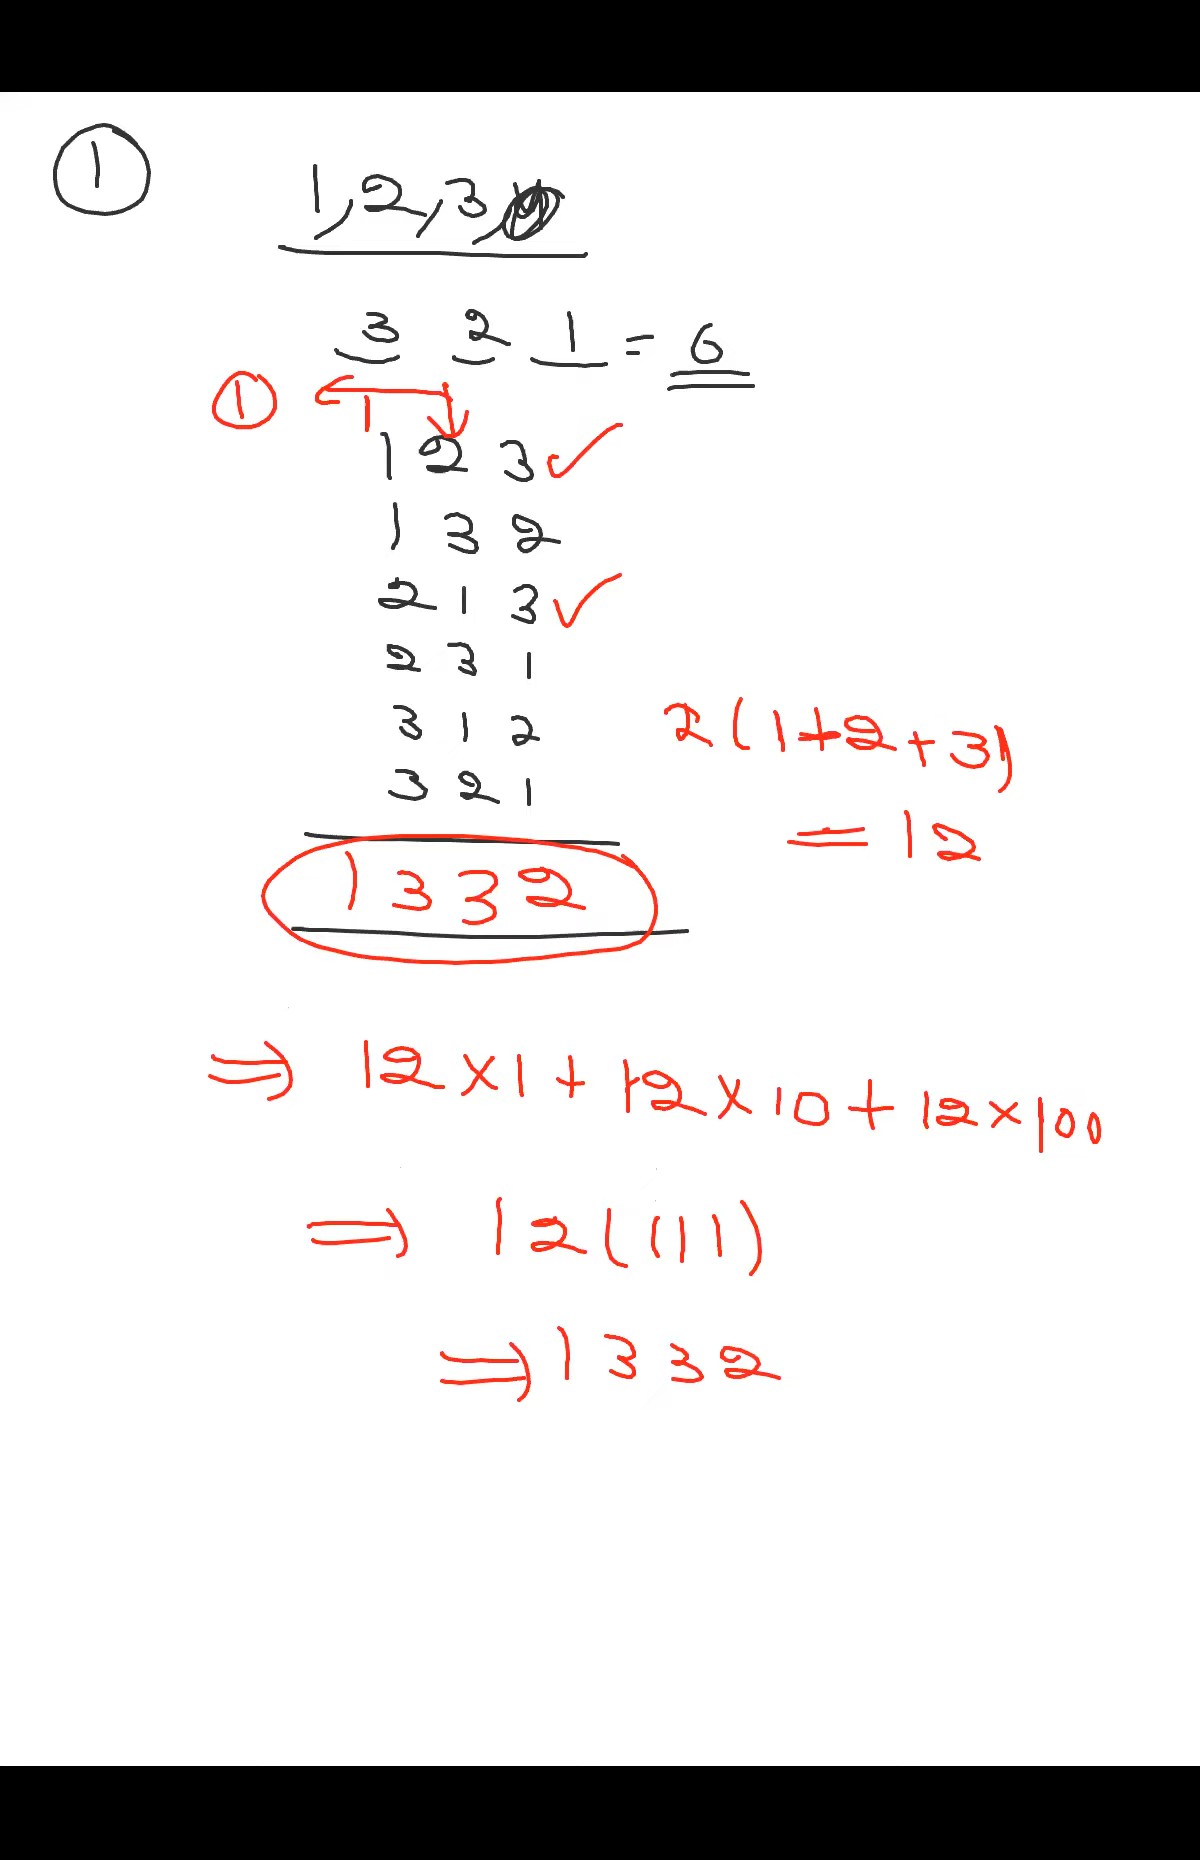 1
1,2,3,
3 2 1 = 6
1
1
1 2 3 ✓
1 3 2
2 1 3 ✓
2 3 1
3 1 2
2(1+2+3)
3 2 1
= 12
1332
⇒ 12×1 + 12×10 + 12×100
⇒ 12(111)
⇒ 1332